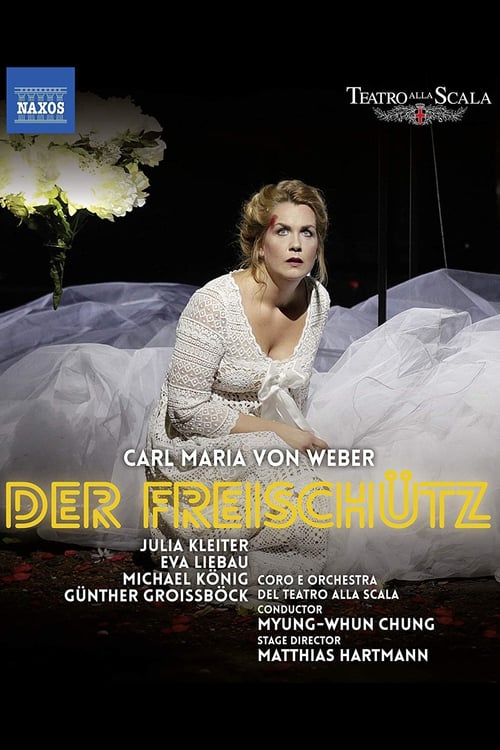 NAXOS
TEATRO ALLA SCALA
CARL MARIA VON WEBER
DER FREISCHÜTZ
JULIA KLEITER
EVA LIEBAU
MICHAEL KÖNIG
GÜNTHER GROISSBÖCK
CORO E ORCHESTRA
DEL TEATRO ALLA SCALA
CONDUCTOR
MYUNG-WHUN CHUNG
STAGE DIRECTOR
MATTHIAS HARTMANN